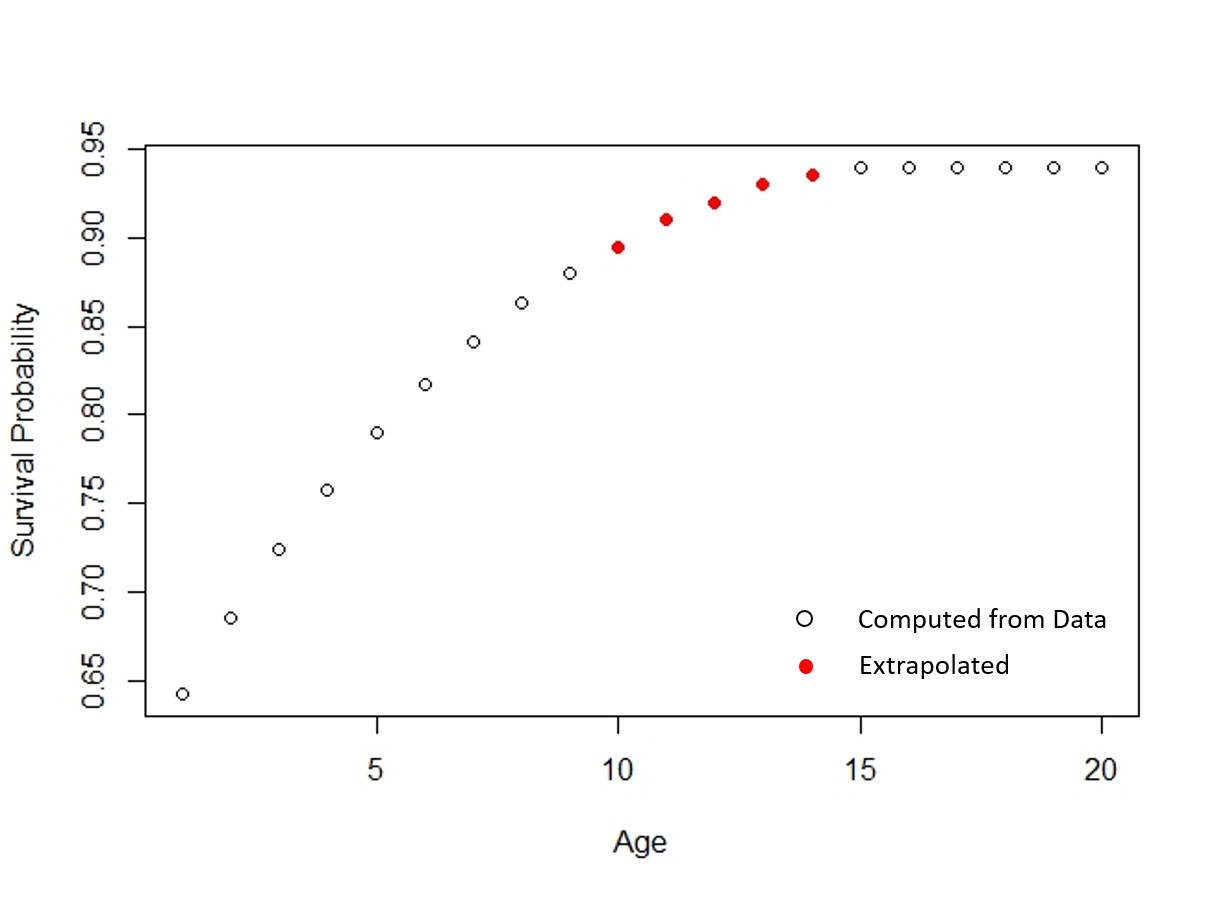 0.95
0.90
0.85
0.80
0.75
0.70
0.65
Survival Probability
Computed from Data
Extrapolated
5 10 15 20
Age